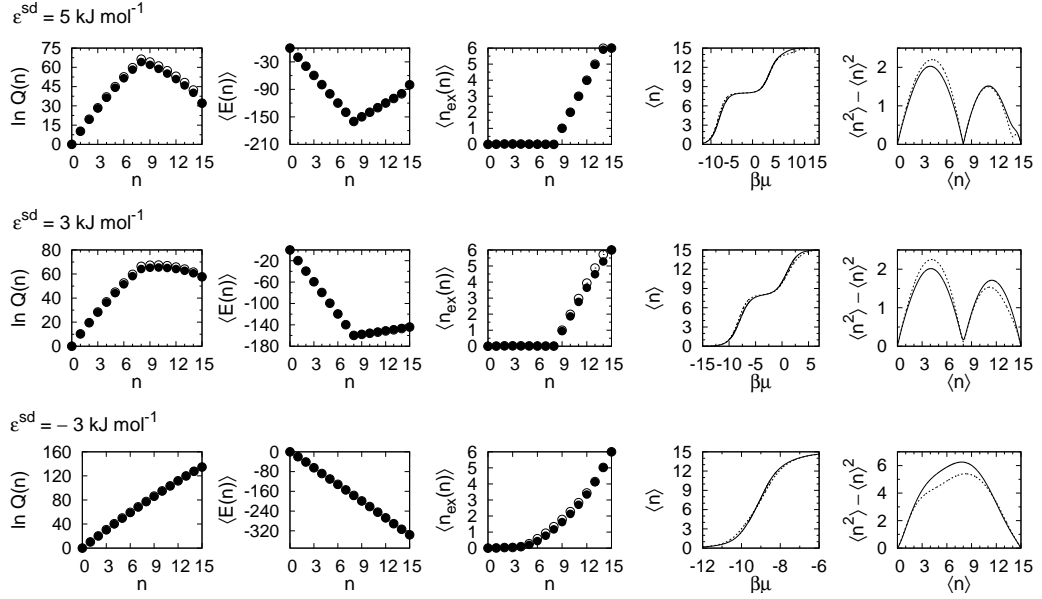 ε^sd = 5 kJ mol^-1
ln Q(n)
75
60
45
30
15
0
0 3 6 9 12 15
n
⟨E(n)⟩
-30
-90
-150
-210
0 3 6 9 12 15
n
⟨n_ex(n)⟩
6
5
4
3
2
1
0
0 3 6 9 12 15
n
⟨n⟩
15
12
9
6
3
0
-10 -5 0 5 10 15
βμ
⟨n^2⟩ − ⟨n⟩^2
2
1
0
0 3 6 9 12 15
⟨n⟩
ε^sd = 3 kJ mol^-1
ln Q(n)
80
60
40
20
0
0 3 6 9 12 15
n
⟨E(n)⟩
-20
-60
-100
-140
-180
0 3 6 9 12 15
n
⟨n_ex(n)⟩
6
5
4
3
2
1
0
0 3 6 9 12 15
n
⟨n⟩
15
12
9
6
3
0
-15 -10 -5 0 5
βμ
⟨n^2⟩ − ⟨n⟩^2
2
1
0
0 3 6 9 12 15
⟨n⟩
ε^sd = − 3 kJ mol^-1
ln Q(n)
160
120
80
40
0
0 3 6 9 12 15
n
⟨E(n)⟩
0
-80
-160
-240
-320
0 3 6 9 12 15
n
⟨n_ex(n)⟩
6
5
4
3
2
1
0
0 3 6 9 12 15
n
⟨n⟩
15
12
9
6
3
0
-12 -10 -8 -6
βμ
⟨n^2⟩ − ⟨n⟩^2
6
4
2
0
0 3 6 9 12 15
⟨n⟩